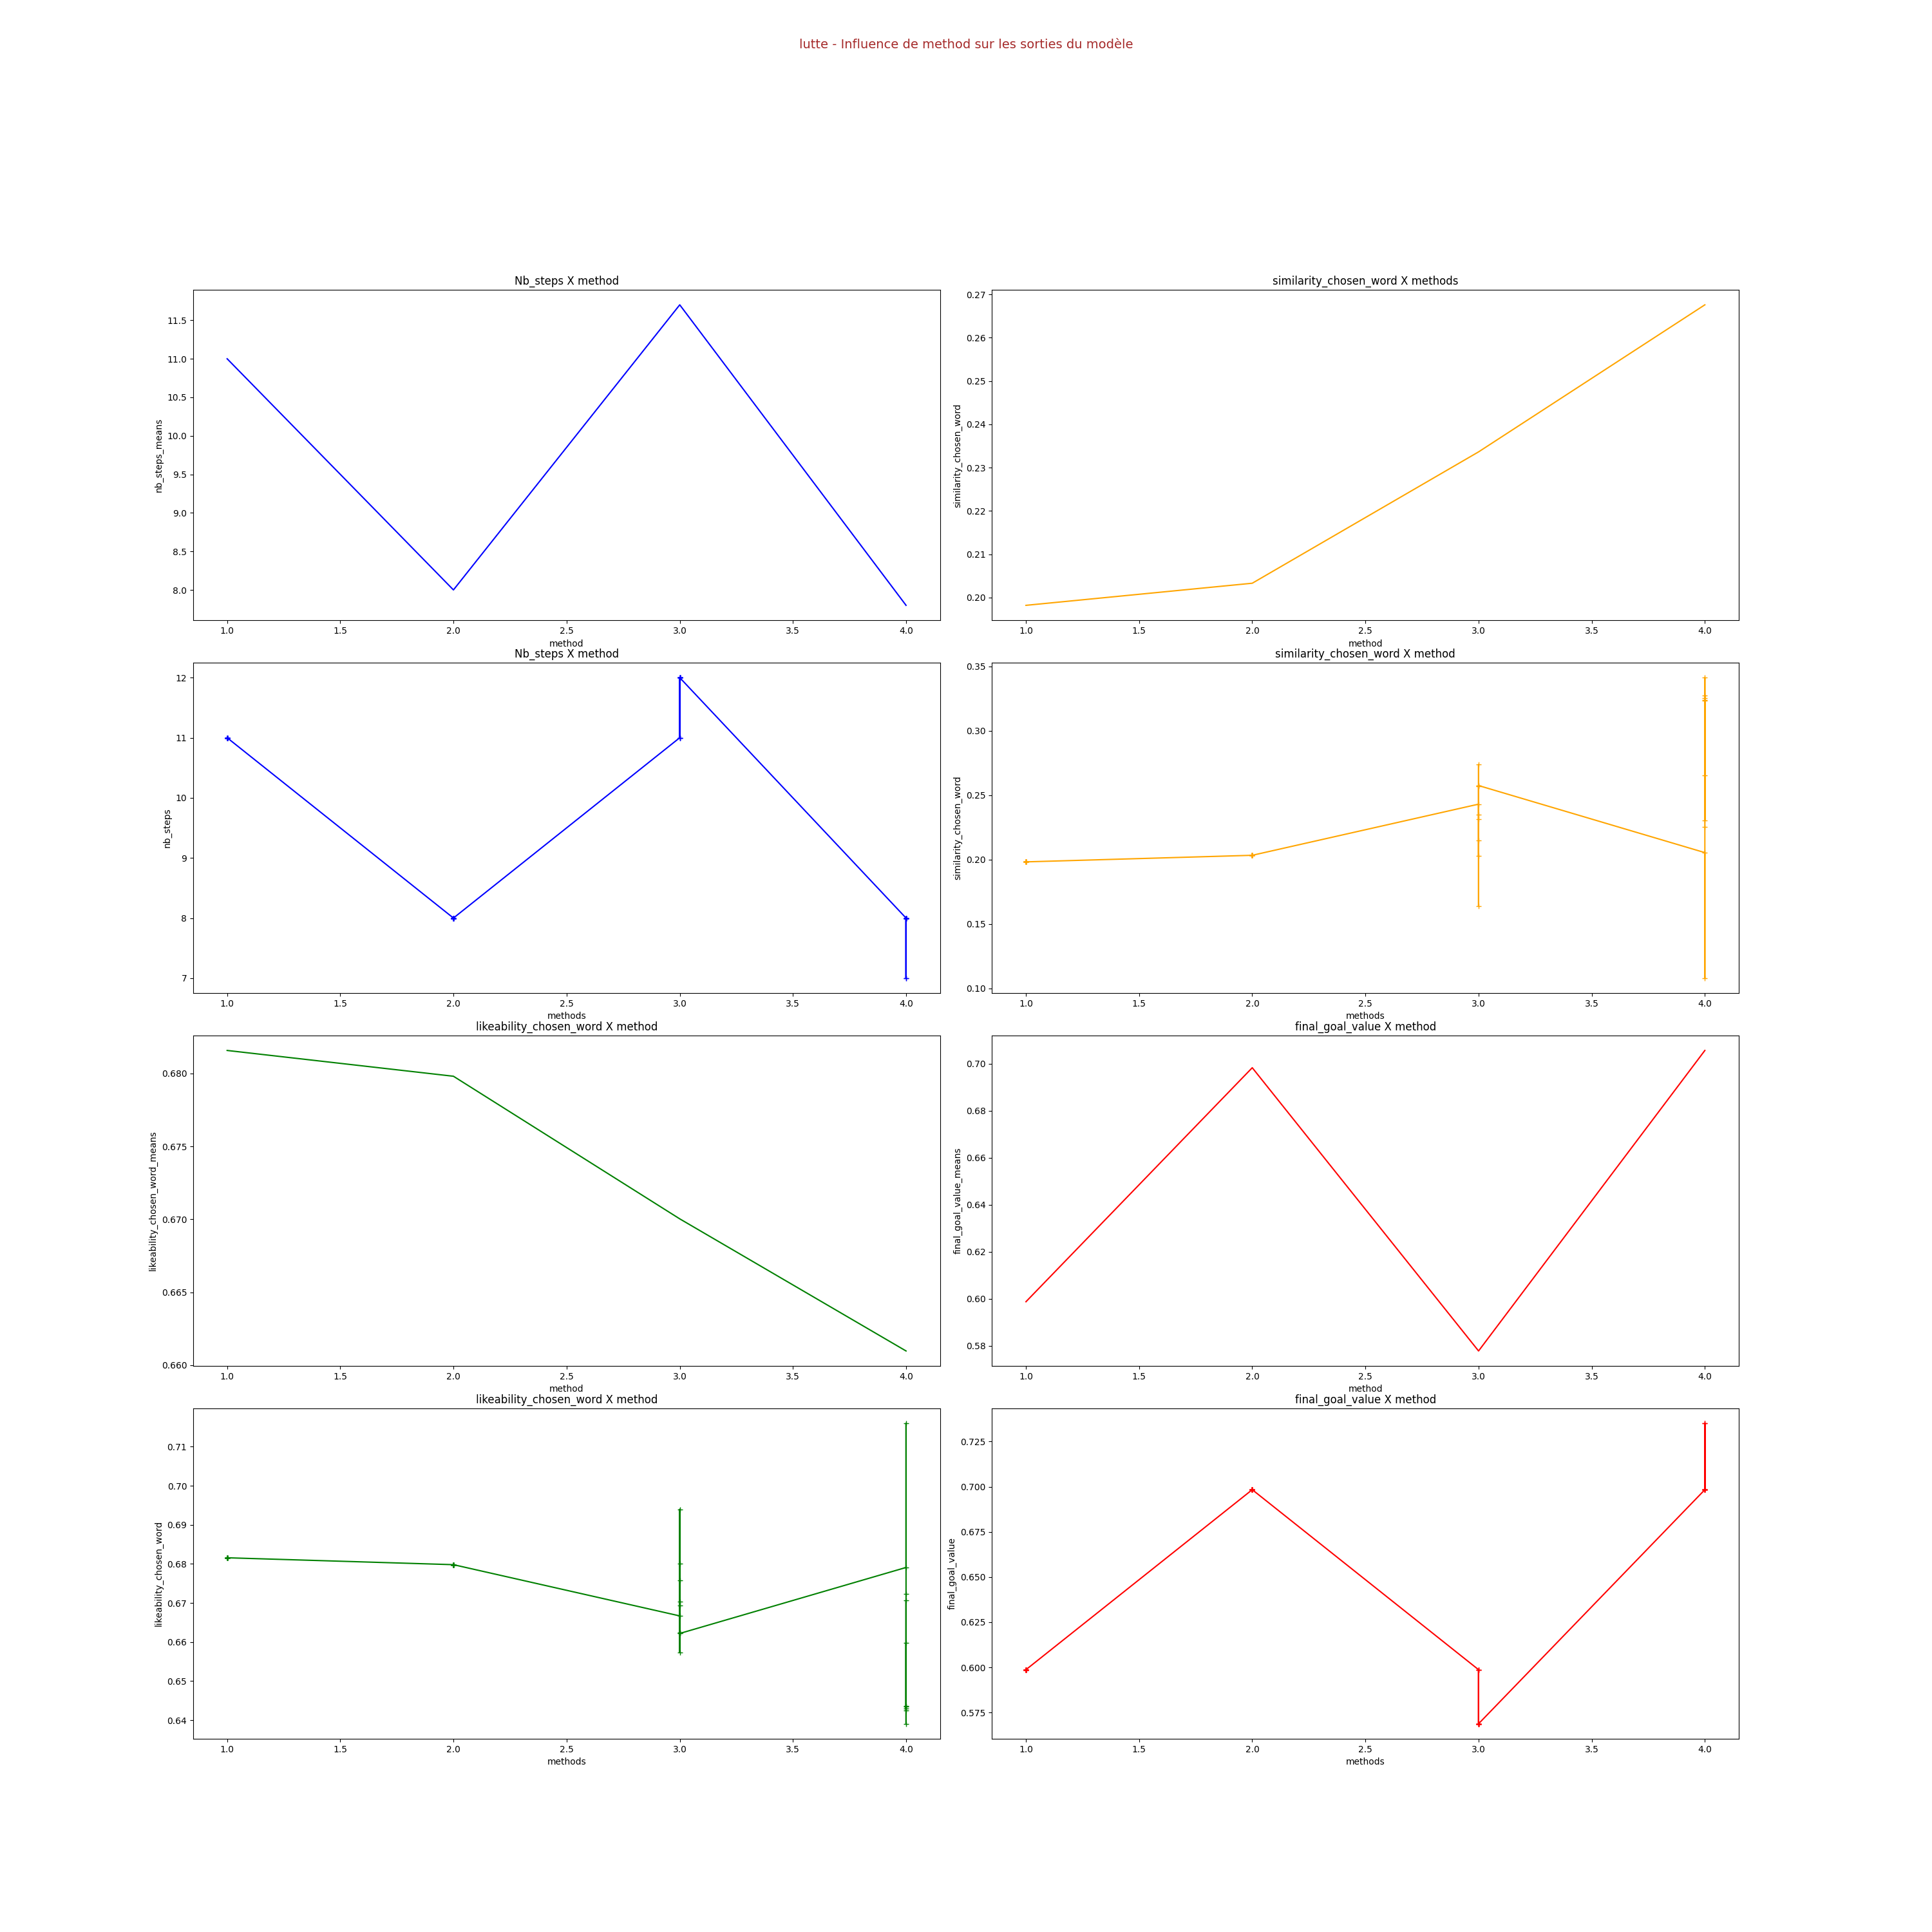 lutte - Influence de method sur les sorties du modèle
Nb_steps X method
nb_steps_means
11.5
11.0
10.5
10.0
9.5
9.0
8.5
8.0
1.0 1.5 2.0 2.5 3.0 3.5 4.0
method
similarity_chosen_word X methods
similarity_chosen_word
0.27
0.26
0.25
0.24
0.23
0.22
0.21
0.20
1.0 1.5 2.0 2.5 3.0 3.5 4.0
method
Nb_steps X method
nb_steps
12
11
10
9
8
7
1.0 1.5 2.0 2.5 3.0 3.5 4.0
methods
similarity_chosen_word X method
similarity_chosen_word
0.35
0.30
0.25
0.20
0.15
0.10
1.0 1.5 2.0 2.5 3.0 3.5 4.0
methods
likeability_chosen_word X method
likeability_chosen_word_means
0.680
0.675
0.670
0.665
0.660
1.0 1.5 2.0 2.5 3.0 3.5 4.0
method
final_goal_value X method
final_goal_value_means
0.70
0.68
0.66
0.64
0.62
0.60
0.58
1.0 1.5 2.0 2.5 3.0 3.5 4.0
method
likeability_chosen_word X method
likeability_chosen_word
0.71
0.70
0.69
0.68
0.67
0.66
0.65
0.64
1.0 1.5 2.0 2.5 3.0 3.5 4.0
methods
final_goal_value X method
final_goal_value
0.725
0.700
0.675
0.650
0.625
0.600
0.575
1.0 1.5 2.0 2.5 3.0 3.5 4.0
methods